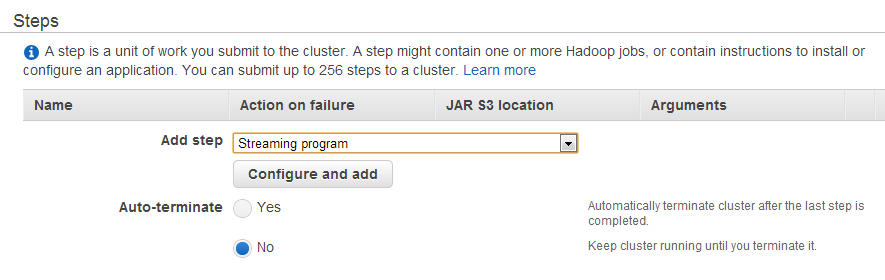 Steps
A step is a unit of work you submit to the cluster. A step might contain one or more Hadoop jobs, or contain instructions to install or
configure an application. You can submit up to 256 steps to a cluster. Learn more
Name Action on failure JAR S3 location Arguments
Add step Streaming program
Configure and add
Auto-terminate Yes Automatically terminate cluster after the last step is
completed.
No Keep cluster running until you terminate it.